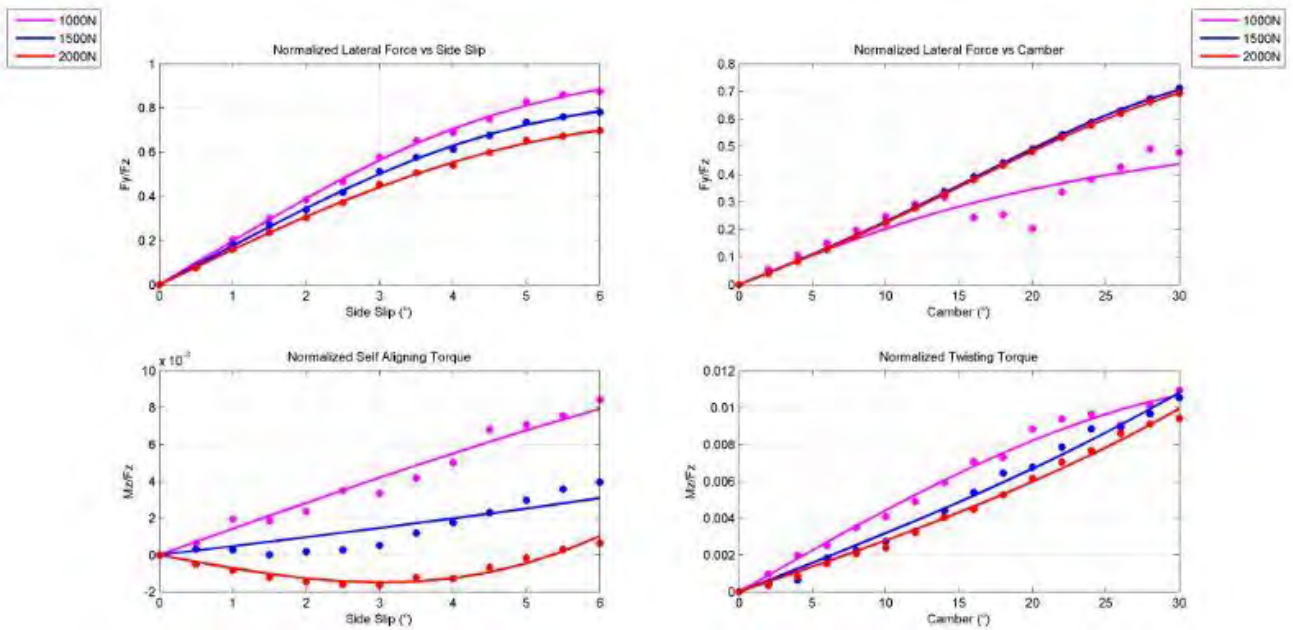 1000N
1500N
2000N
1000N
1500N
2000N
Normalized Lateral Force vs Side Slip
1
0.8
0.6
0.4
0.2
0
Fy/Fz
0 1 2 3 4 5 6
Side Slip (°)
Normalized Lateral Force vs Camber
0.8
0.7
0.6
0.5
0.4
0.3
0.2
0.1
0
Fy/Fz
0 5 10 15 20 25 30
Camber (°)
Normalized Self Aligning Torque
10
8
6
4
2
0
-2
Mz/Fz
0 1 2 3 4 5 6
Side Slip (°)
Normalized Twisting Torque
0.012
0.01
0.008
0.006
0.004
0.002
0
Mz/Fz
0 5 10 15 20 25 30
Camber (°)